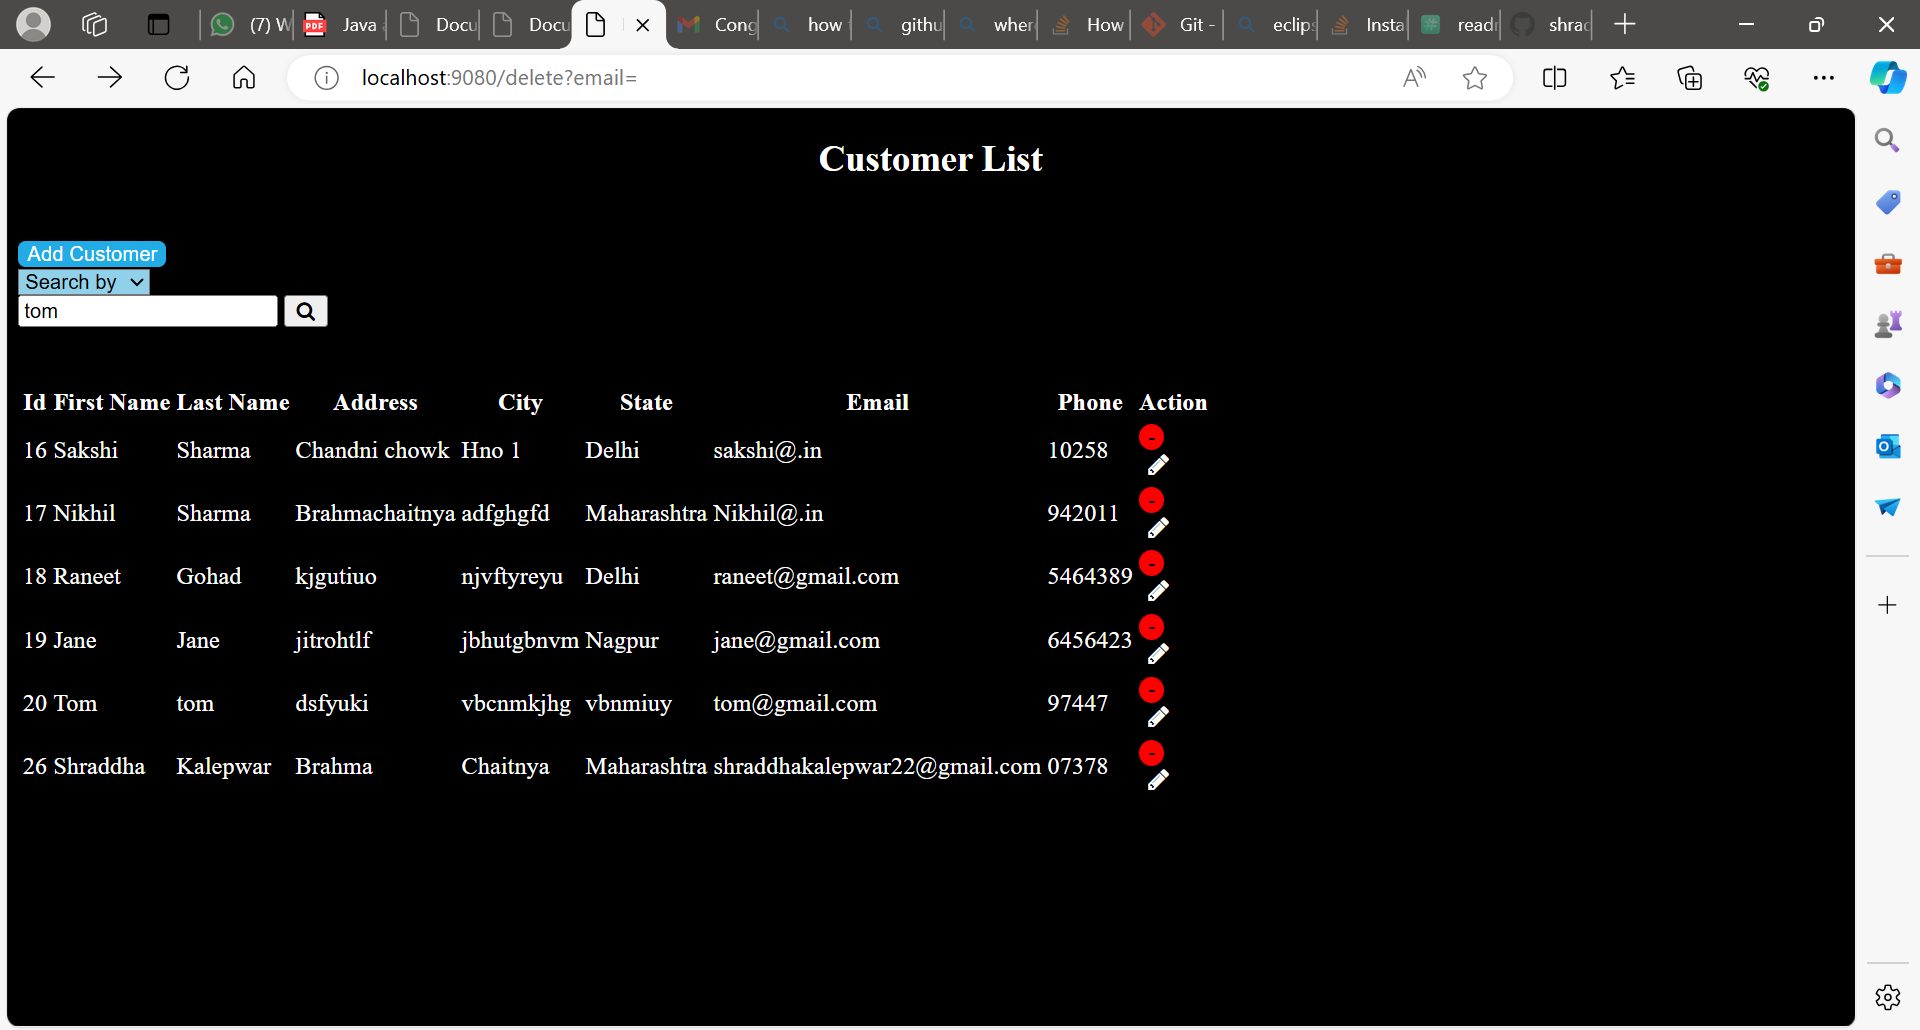 (7) W
PDF
Java
Docu
Docu
Cong
how
githu
wher
How
Git -
eclip
Insta
readr
shrad
localhost:9080/delete?email=
Customer List
Add Customer
Search by
tom
Id First Name Last Name Address City State Email Phone Action
16 Sakshi Sharma Chandni chowk Hno 1 Delhi sakshi@.in 10258 -
17 Nikhil Sharma Brahmachaitnya adfghgfd Maharashtra Nikhil@.in 942011 -
18 Raneet Gohad kjgutiuo njvftyreyu Delhi raneet@gmail.com 5464389 -
19 Jane Jane jitrohtlf jbhutgbnvm Nagpur jane@gmail.com 6456423 -
20 Tom tom dsfyuki vbcnmkjhg vbnmiuy tom@gmail.com 97447 -
26 Shraddha Kalepwar Brahma Chaitnya Maharashtra shraddhakalepwar22@gmail.com 07378 -